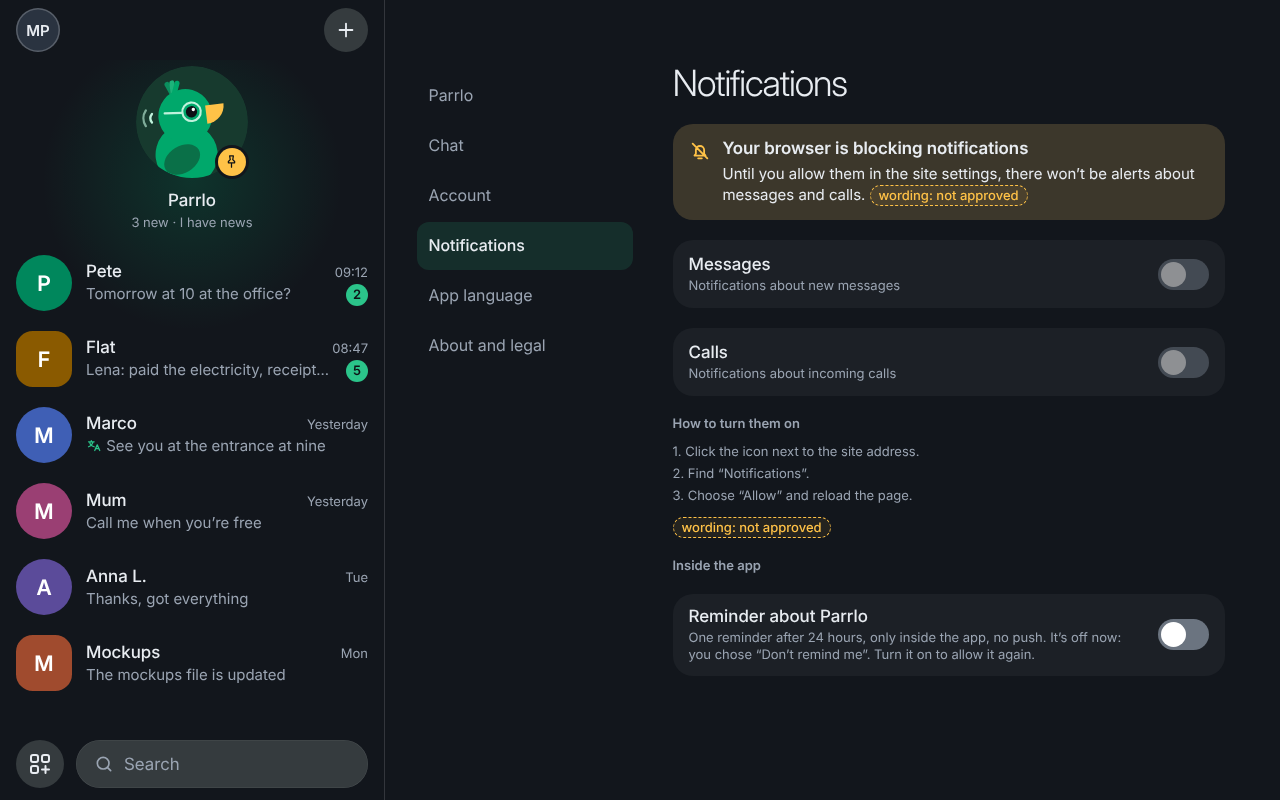 MP
Parrlo
3 new · I have news
P
Pete
09:12
Tomorrow at 10 at the office?
2
F
Flat
08:47
Lena: paid the electricity, receipt…
5
M
Marco
Yesterday
See you at the entrance at nine
M
Mum
Yesterday
Call me when you’re free
A
Anna L.
Tue
Thanks, got everything
M
Mockups
Mon
The mockups file is updated
Search
Parrlo
Chat
Account
Notifications
App language
About and legal
Notifications
Your browser is blocking notifications
Until you allow them in the site settings, there won’t be alerts about
messages and calls. wording: not approved
Messages
Notifications about new messages
Calls
Notifications about incoming calls
How to turn them on
1. Click the icon next to the site address.
2. Find “Notifications”.
3. Choose “Allow” and reload the page.
wording: not approved
Inside the app
Reminder about Parrlo
One reminder after 24 hours, only inside the app, no push. It’s off now:
you chose “Don’t remind me”. Turn it on to allow it again.